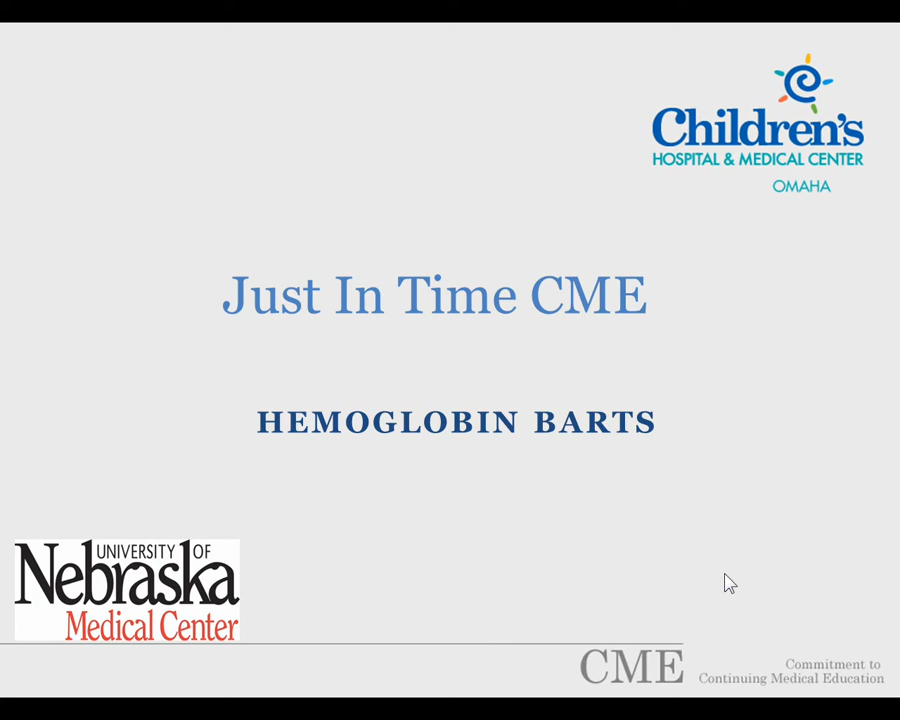 Children's
HOSPITAL & MEDICAL CENTER
OMAHA
Just In Time CME
HEMOGLOBIN BARTS
UNIVERSITY OF
Nebraska
Medical Center
CME
Commitment to
Continuing Medical Education